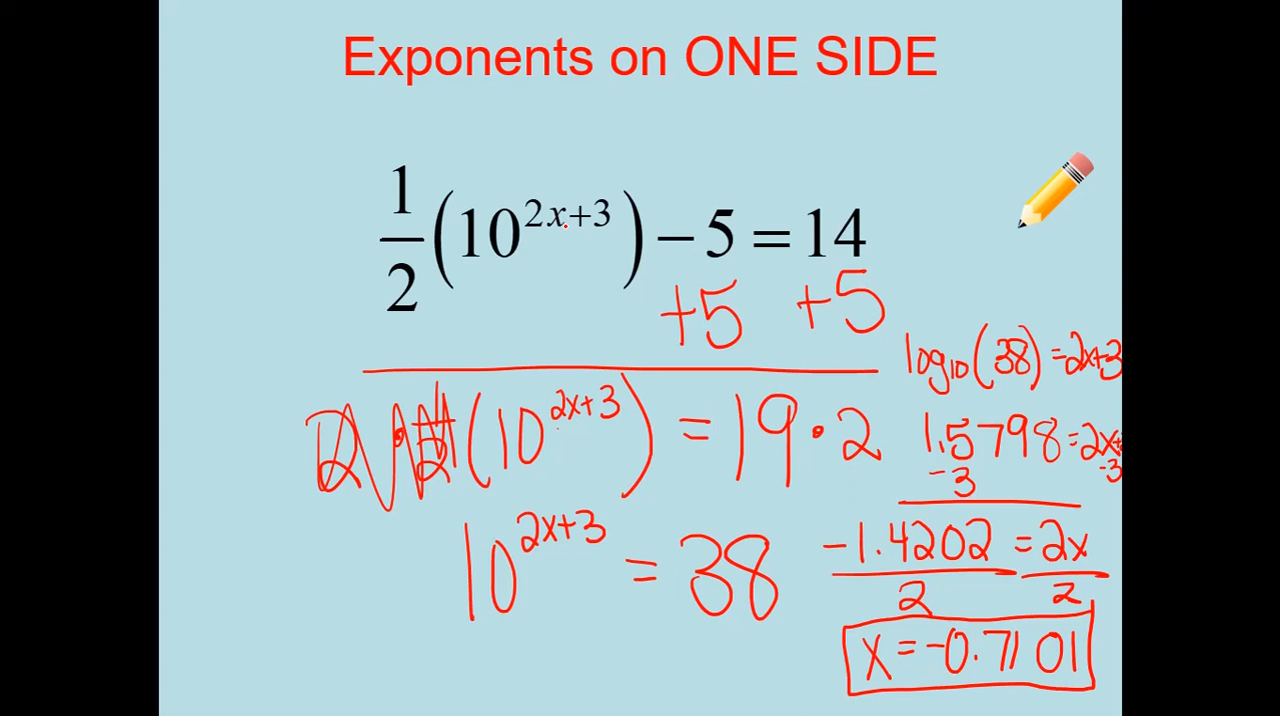 Exponents on ONE SIDE
1/2 (10^(2x+3)) − 5 = 14
+5 +5
(10^(2x+3)) = 19 · 2
10^(2x+3) = 38
log₁₀(38) = 2x+3
1.5798 = 2x+
-3 -3
-1.4202 = 2x
2 2
x = -0.7101